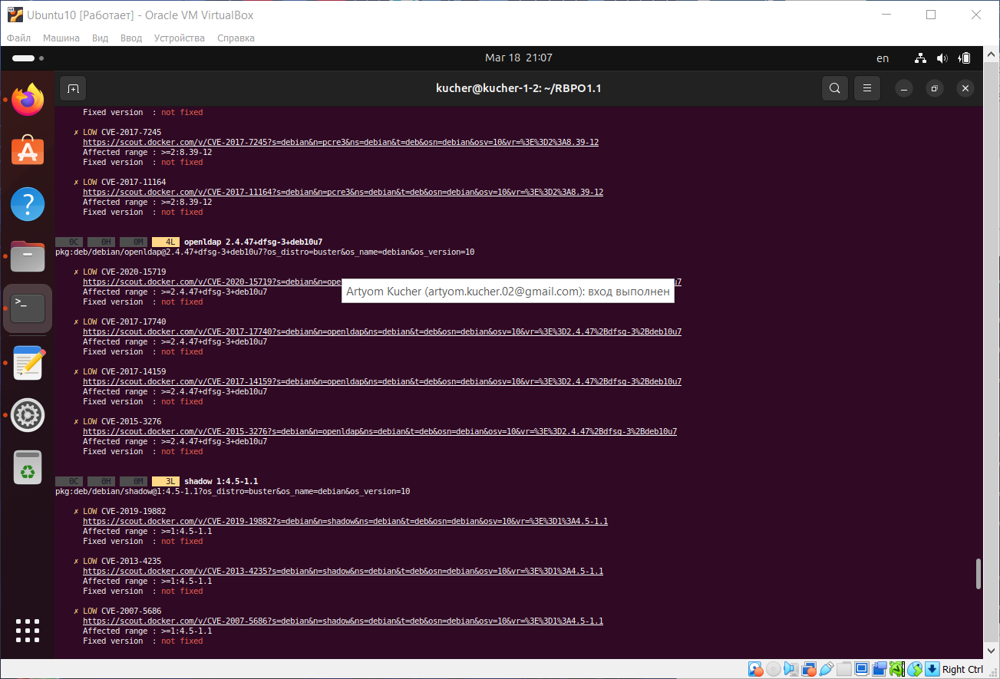 Ubuntu10 [Работает] - Oracle VM VirtualBox
Файл Машина Вид Ввод Устройства Справка
Mar 18 21:07
en
kucher@kucher-1-2: ~/RBPO1.1
Fixed version : not fixed
✗ LOW CVE-2017-7245
https://scout.docker.com/v/CVE-2017-7245?s=debian&n=pcre3&ns=debian&t=deb&osn=debian&osv=10&vr=%3E%3D2%3A8.39-12
Affected range : >=2:8.39-12
Fixed version : not fixed
✗ LOW CVE-2017-11164
https://scout.docker.com/v/CVE-2017-11164?s=debian&n=pcre3&ns=debian&t=deb&osn=debian&osv=10&vr=%3E%3D2%3A8.39-12
Affected range : >=2:8.39-12
Fixed version : not fixed
0C 0H 0M 4L openldap 2.4.47+dfsg-3+deb10u7
pkg:deb/debian/openldap@2.4.47+dfsg-3+deb10u7?os_distro=buster&os_name=debian&os_version=10
✗ LOW CVE-2020-15719
https://scout.docker.com/v/CVE-2020-15719?s=debian&n=ope u7
Artyom Kucher (artyom.kucher.02@gmail.com): вход выполнен
Affected range : >=2.4.47+dfsg-3+deb10u7
Fixed version : not fixed
✗ LOW CVE-2017-17740
https://scout.docker.com/v/CVE-2017-17740?s=debian&n=openldap&ns=debian&t=deb&osn=debian&osv=10&vr=%3E%3D2.4.47%2Bdfsg-3%2Bdeb10u7
Affected range : >=2.4.47+dfsg-3+deb10u7
Fixed version : not fixed
✗ LOW CVE-2017-14159
https://scout.docker.com/v/CVE-2017-14159?s=debian&n=openldap&ns=debian&t=deb&osn=debian&osv=10&vr=%3E%3D2.4.47%2Bdfsg-3%2Bdeb10u7
Affected range : >=2.4.47+dfsg-3+deb10u7
Fixed version : not fixed
✗ LOW CVE-2015-3276
https://scout.docker.com/v/CVE-2015-3276?s=debian&n=openldap&ns=debian&t=deb&osn=debian&osv=10&vr=%3E%3D2.4.47%2Bdfsg-3%2Bdeb10u7
Affected range : >=2.4.47+dfsg-3+deb10u7
Fixed version : not fixed
0C 0H 0M 3L shadow 1:4.5-1.1
pkg:deb/debian/shadow@1:4.5-1.1?os_distro=buster&os_name=debian&os_version=10
✗ LOW CVE-2019-19882
https://scout.docker.com/v/CVE-2019-19882?s=debian&n=shadow&ns=debian&t=deb&osn=debian&osv=10&vr=%3E%3D1%3A4.5-1.1
Affected range : >=1:4.5-1.1
Fixed version : not fixed
✗ LOW CVE-2013-4235
https://scout.docker.com/v/CVE-2013-4235?s=debian&n=shadow&ns=debian&t=deb&osn=debian&osv=10&vr=%3E%3D1%3A4.5-1.1
Affected range : >=1:4.5-1.1
Fixed version : not fixed
✗ LOW CVE-2007-5686
https://scout.docker.com/v/CVE-2007-5686?s=debian&n=shadow&ns=debian&t=deb&osn=debian&osv=10&vr=%3E%3D1%3A4.5-1.1
Affected range : >=1:4.5-1.1
Fixed version : not fixed
Right Ctrl